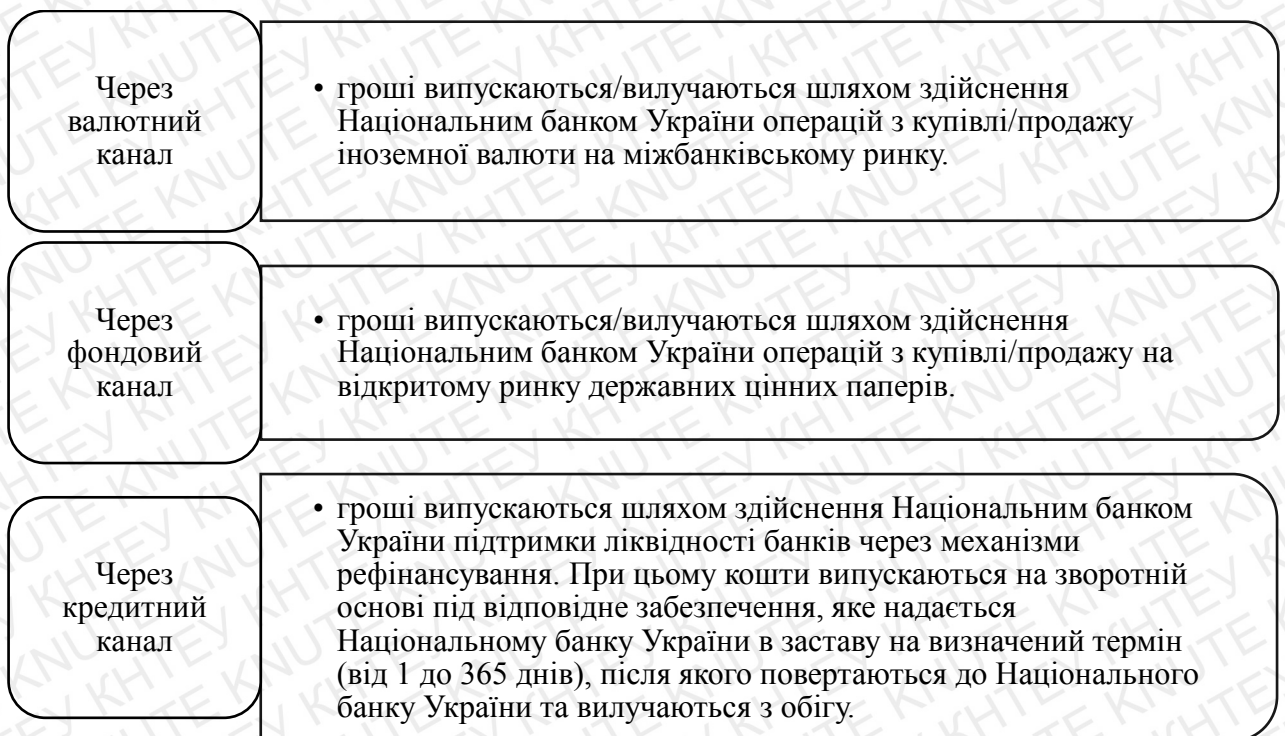 Через
валютний
канал
• гроші випускаються/вилучаються шляхом здійснення
Національним банком України операцій з купівлі/продажу
іноземної валюти на міжбанківському ринку.
Через
фондовий
канал
• гроші випускаються/вилучаються шляхом здійснення
Національним банком України операцій з купівлі/продажу на
відкритому ринку державних цінних паперів.
Через
кредитний
канал
• гроші випускаються шляхом здійснення Національним банком
України підтримки ліквідності банків через механізми
рефінансування. При цьому кошти випускаються на зворотній
основі під відповідне забезпечення, яке надається
Національному банку України в заставу на визначений термін
(від 1 до 365 днів), після якого повертаються до Національного
банку України та вилучаються з обігу.